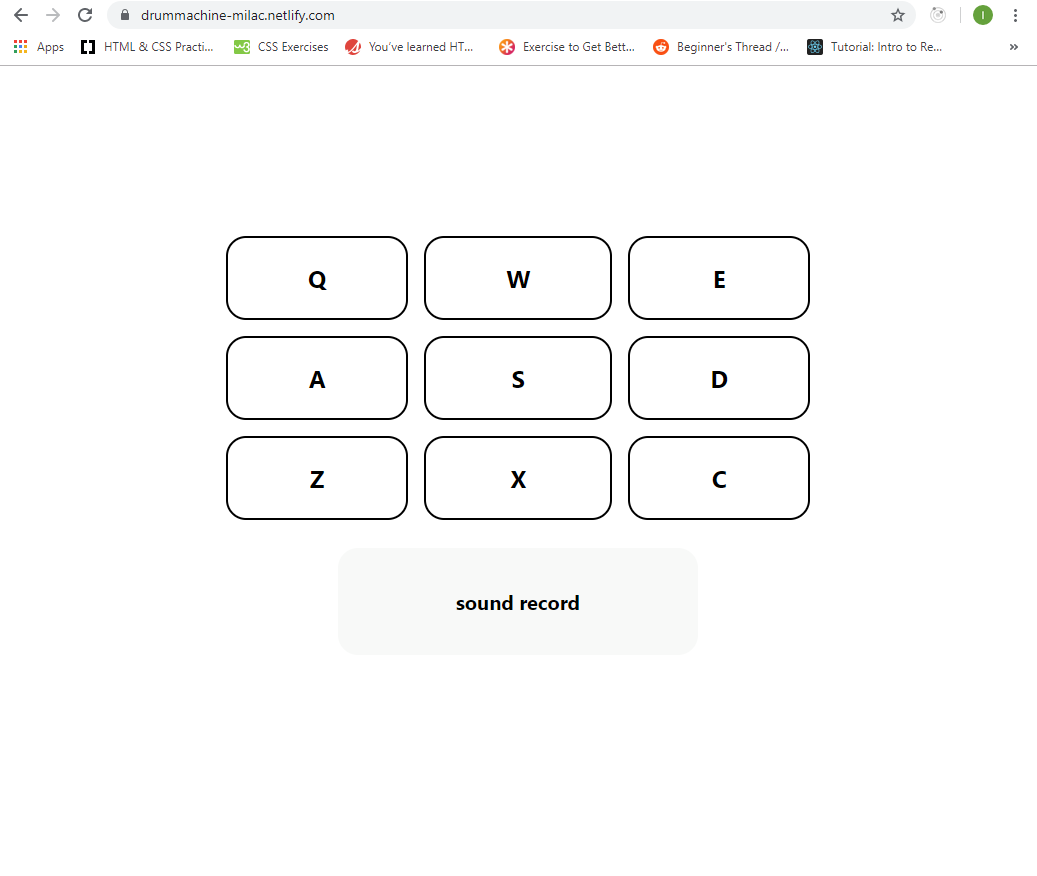 drummachine-milac.netlify.com
I
Apps HTML & CSS Practi... CSS Exercises You've learned HT... Exercise to Get Bett... Beginner's Thread /... Tutorial: Intro to Re... »
Q W E
A S D
Z X C
sound record